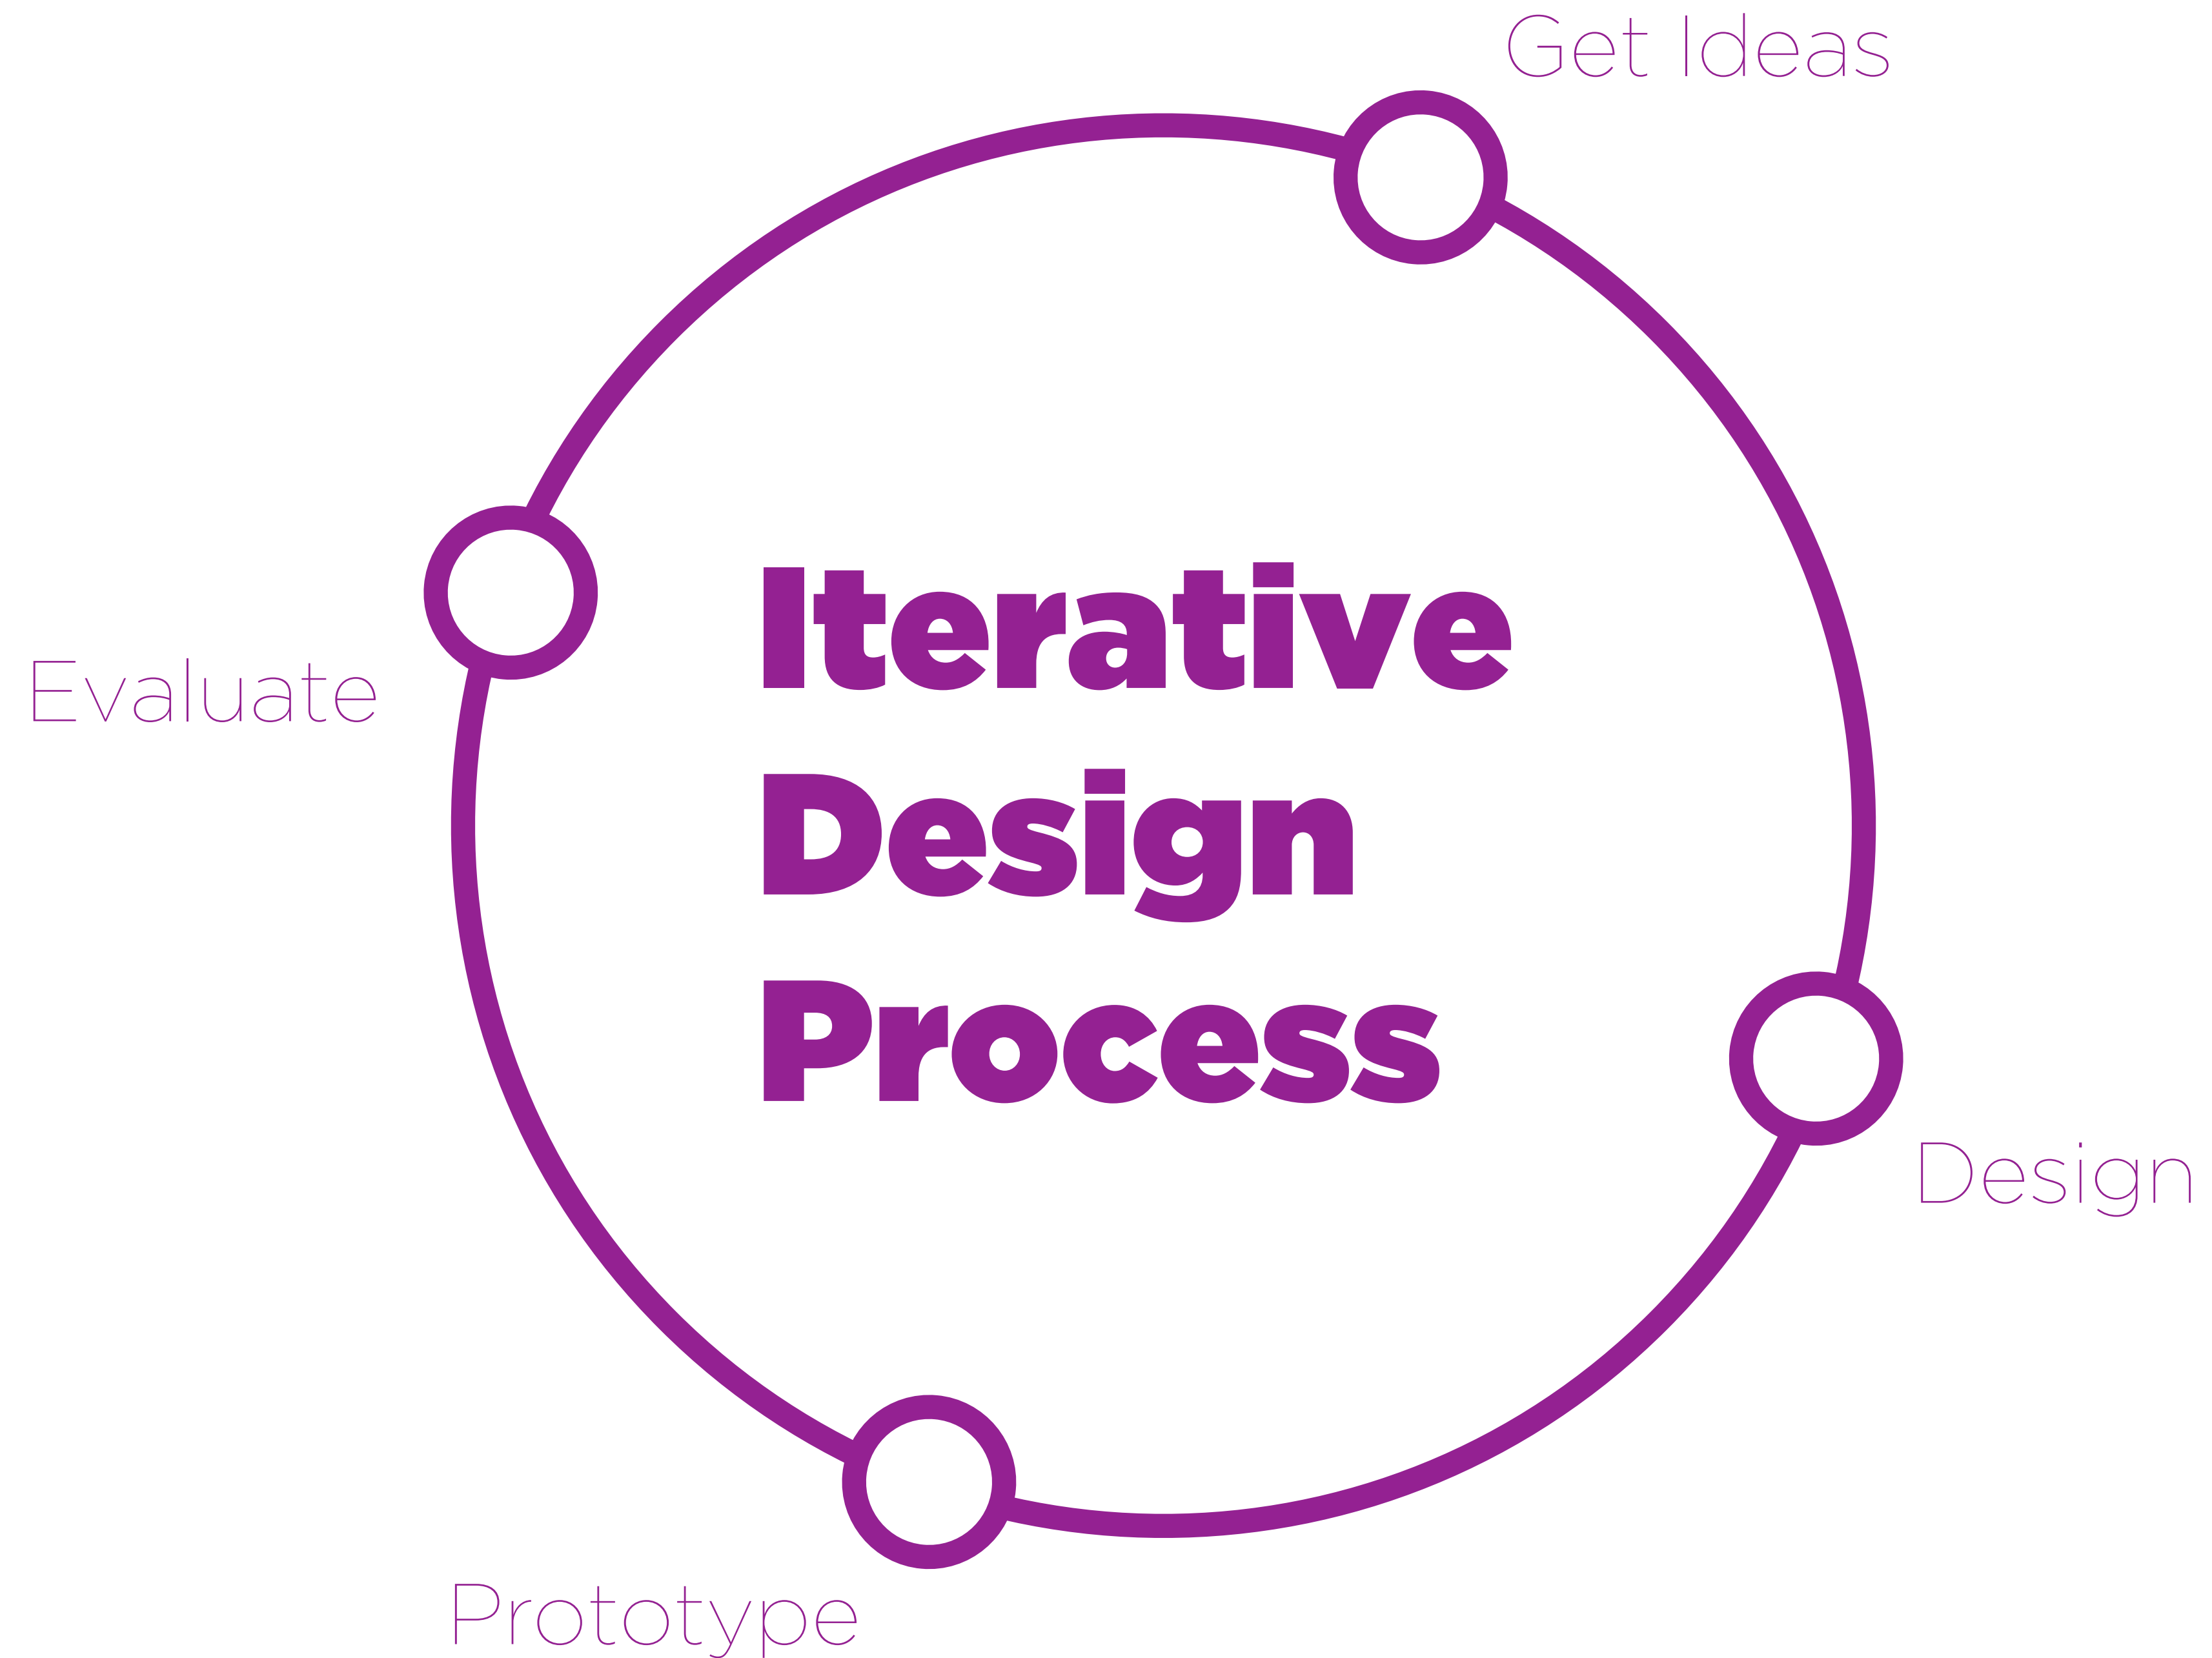 Get Ideas
Evaluate
Iterative
Design
Process
Design
Prototype